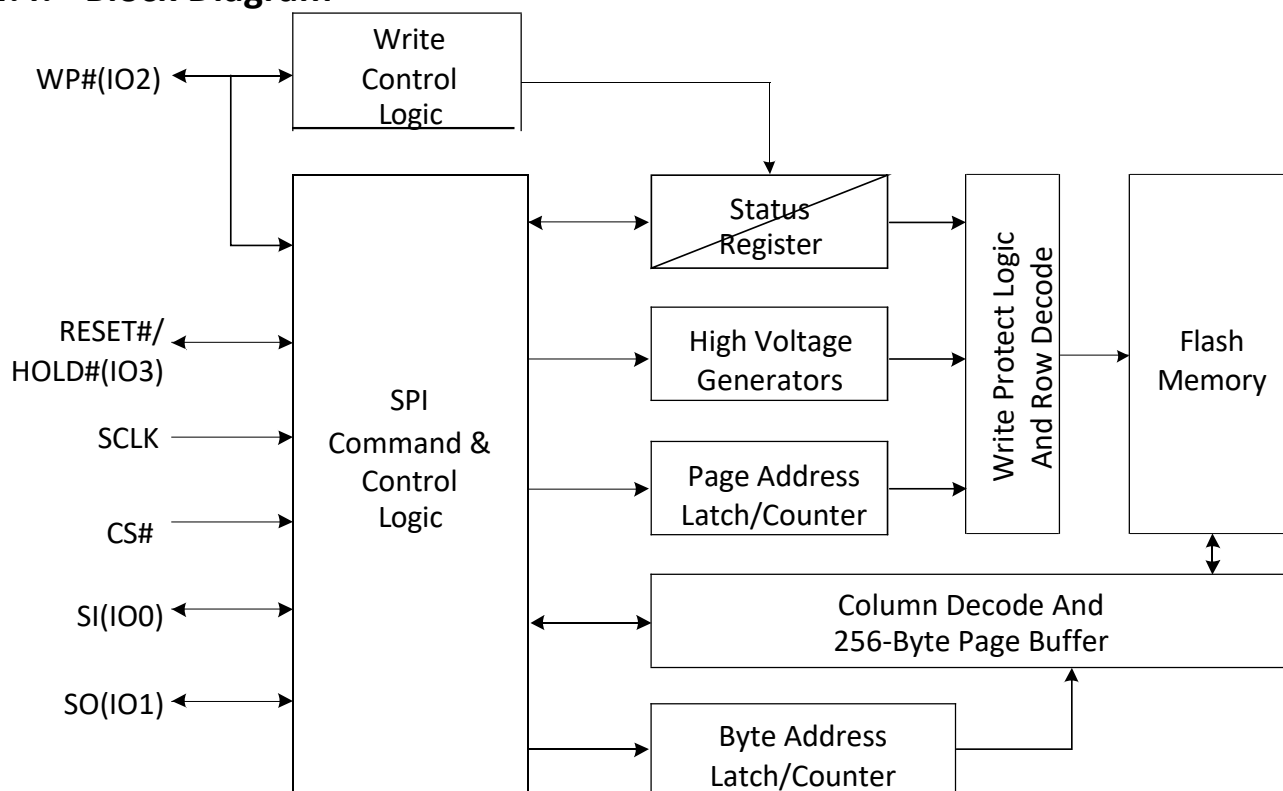 Block Diagram
Write
Control
Logic
WP#(IO2)
Status
Register
RESET#/
HOLD#(IO3)
High Voltage
Generators
Write Protect Logic
And Row Decode
Flash
Memory
SPI
Command &
Control
Logic
SCLK
Page Address
Latch/Counter
CS#
SI(IO0)
Column Decode And
256-Byte Page Buffer
SO(IO1)
Byte Address
Latch/Counter